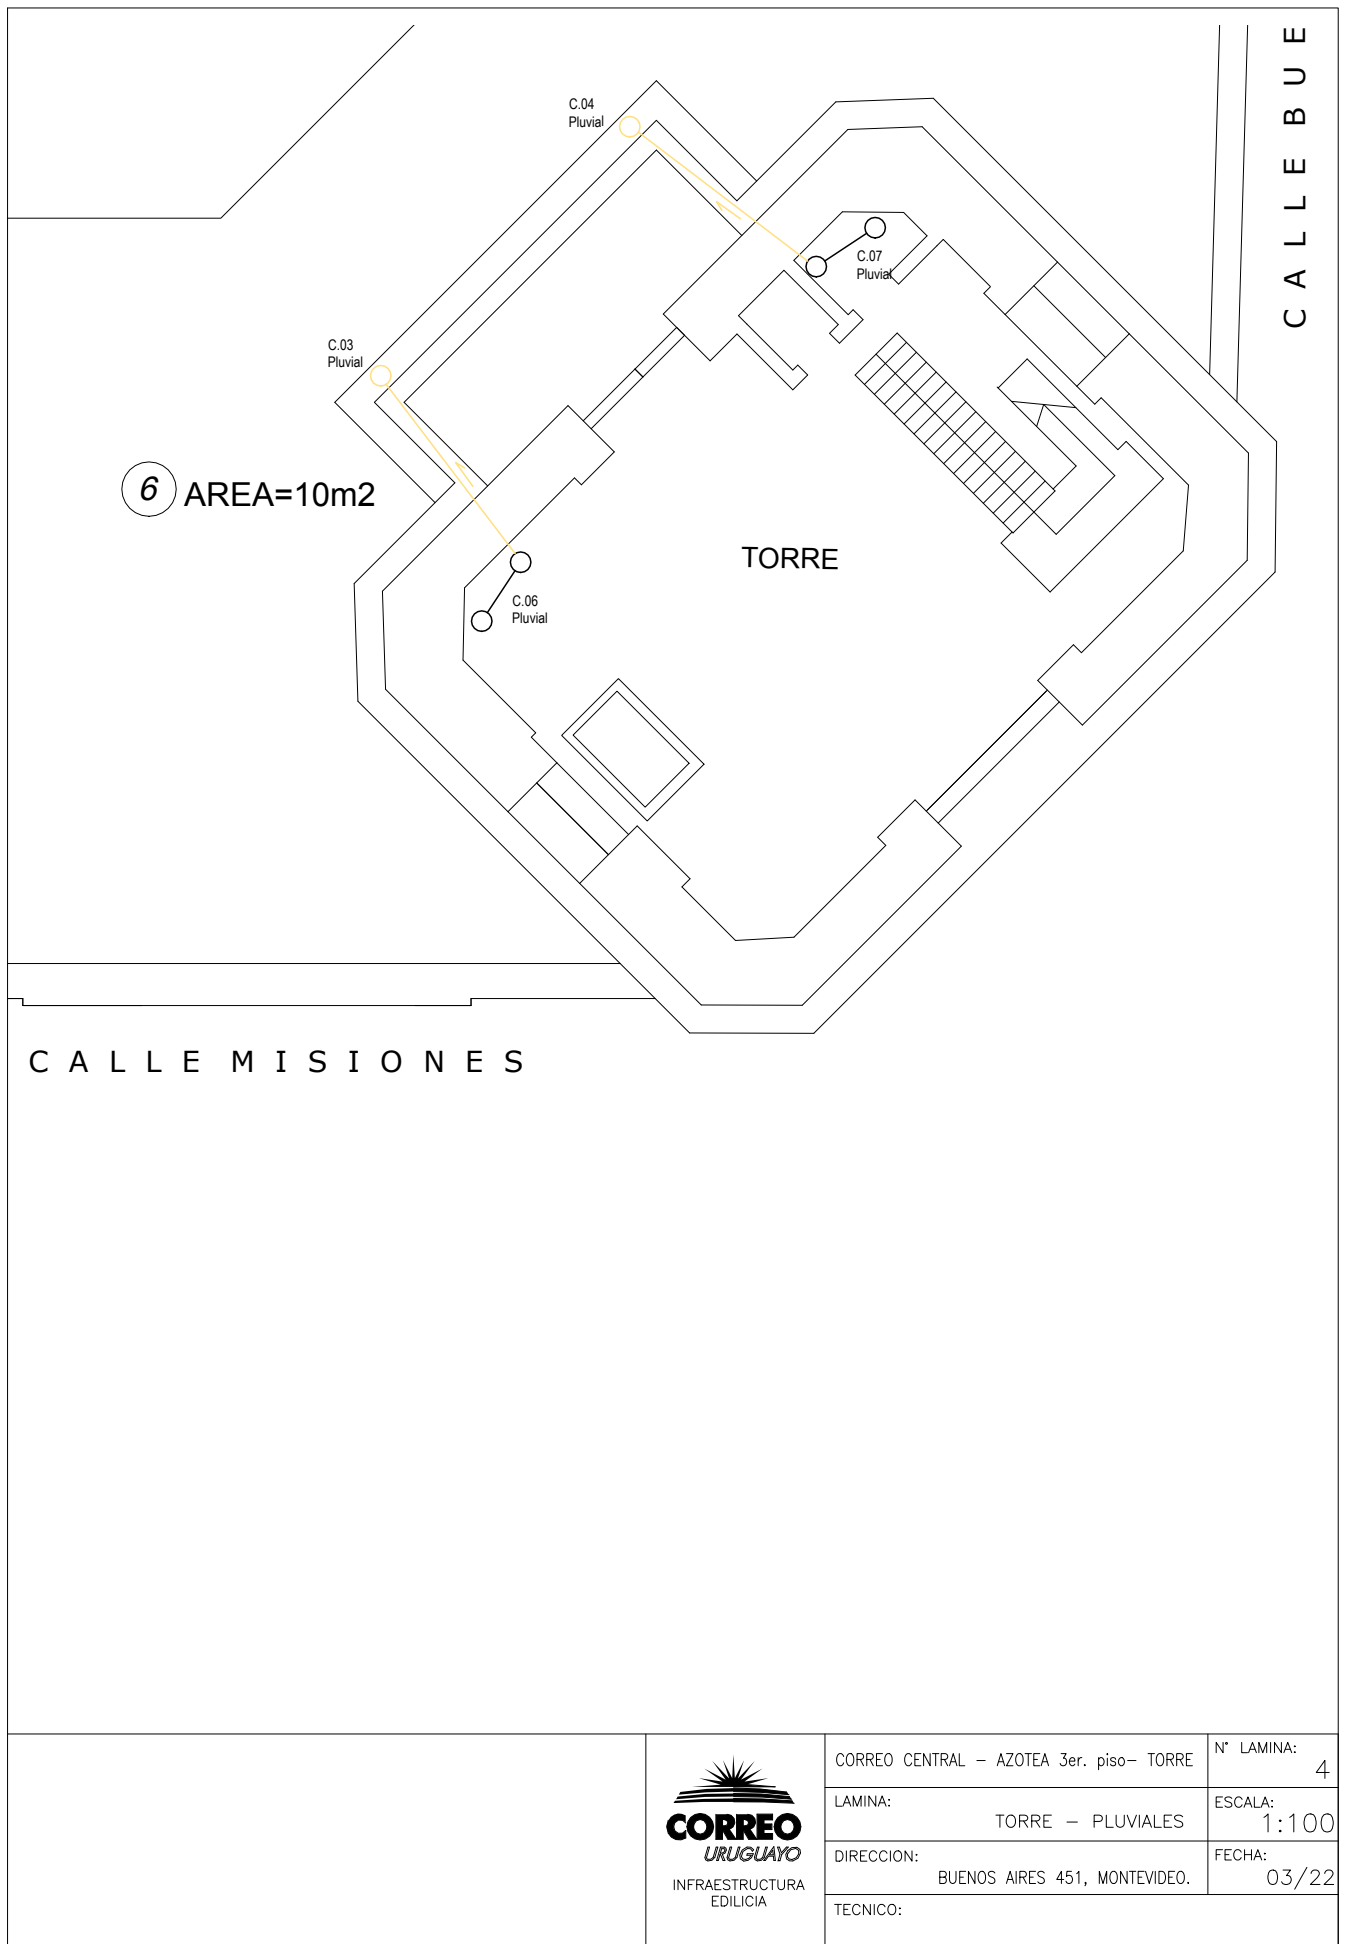 CALLE BUE
C.04
Pluvial
C.07
Pluvial
C.03
Pluvial
6 AREA=10m2
TORRE
C.06
Pluvial
CALLE MISIONES
CORREO
URUGUAYO
INFRAESTRUCTURA
EDILICIA
CORREO CENTRAL - AZOTEA 3er. piso- TORRE
N° LAMINA:
4
LAMINA:
TORRE - PLUVIALES
ESCALA:
1:100
DIRECCION:
BUENOS AIRES 451, MONTEVIDEO.
FECHA:
03/22
TECNICO: